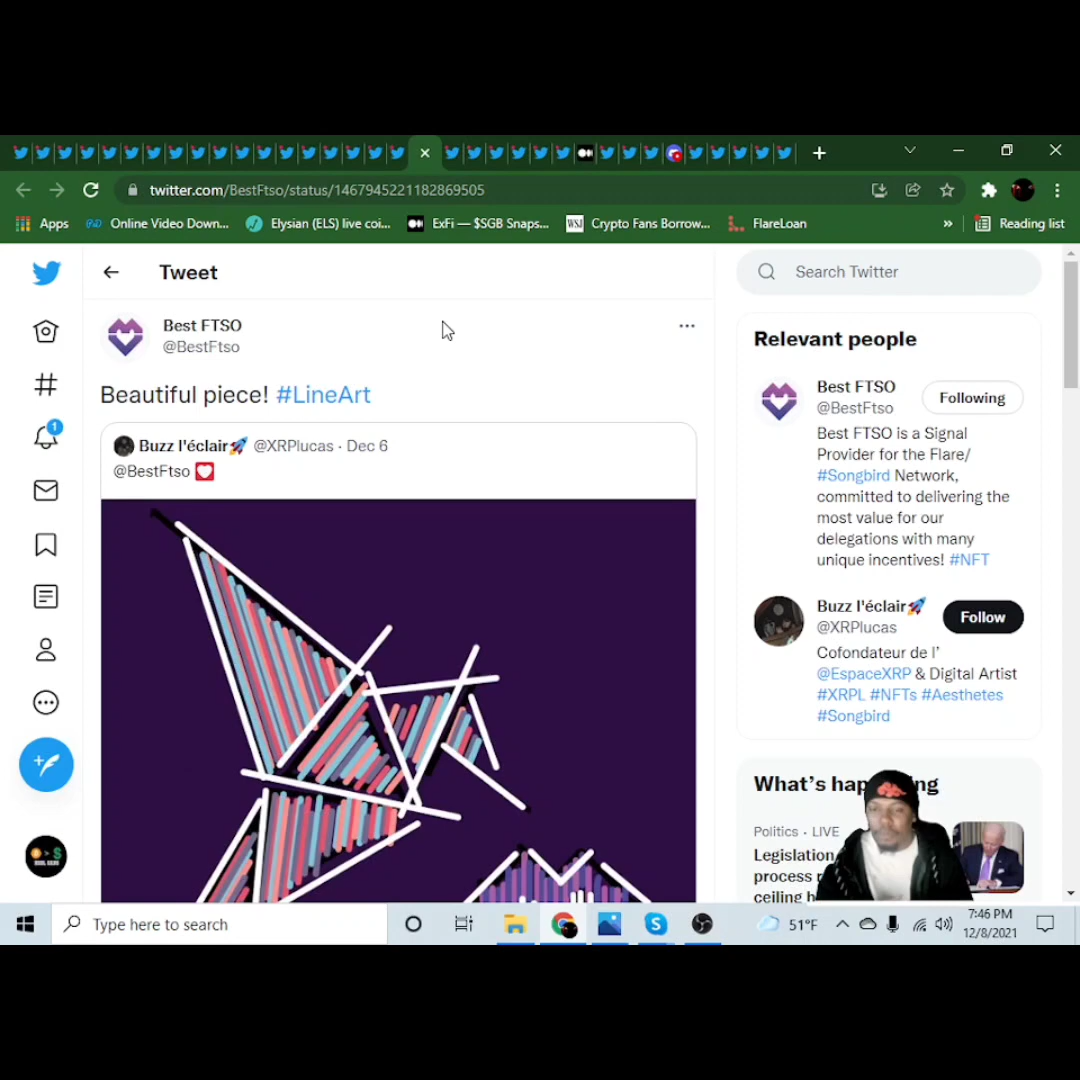 twitter.com/BestFtso/status/1467945221182869505
Apps
Online Video Down...
Elysian (ELS) live coi...
ExFi — $SGB Snaps...
WSJ
Crypto Fans Borrow...
FlareLoan
»
Reading list
Tweet
Search Twitter
Best FTSO
@BestFtso
Beautiful piece! #LineArt
Buzz l'éclair🚀 @XRPlucas · Dec 6
@BestFtso
Relevant people
Best FTSO
@BestFtso
Following
Best FTSO is a Signal
Provider for the Flare/
#Songbird Network,
committed to delivering the
most value for our
delegations with many
unique incentives! #NFT
Buzz l'éclair🚀
@XRPlucas
Follow
Cofondateur de l'
@EspaceXRP & Digital Artist
#XRPL #NFTs #Aesthetes
#Songbird
1
Politics · LIVE
Legislation
process
ceiling
Type here to search
51°F
7:46 PM
12/8/2021